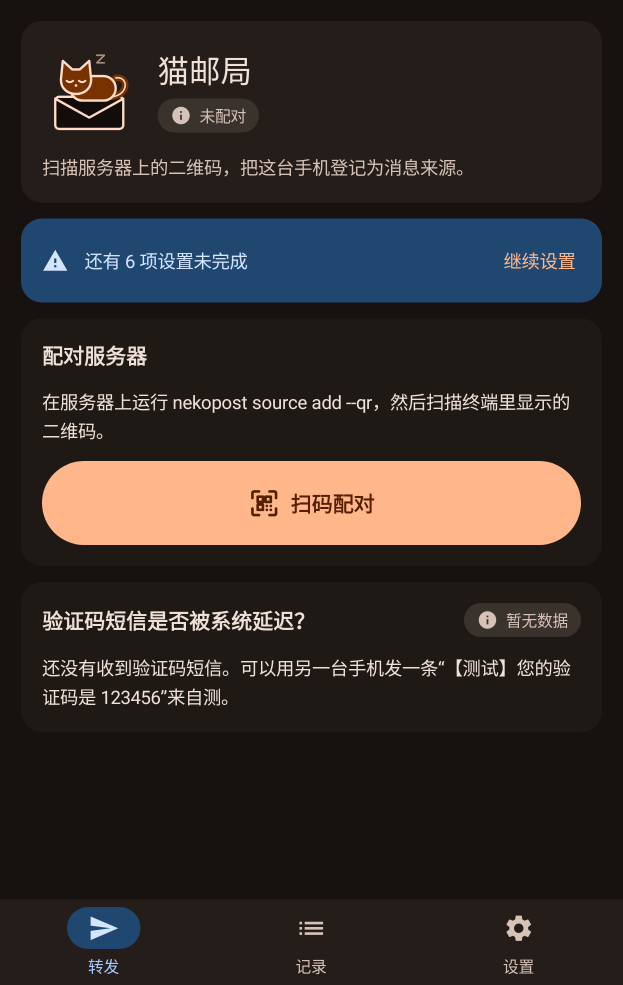 z
猫邮局
未配对
扫描服务器上的二维码，把这台手机登记为消息来源。
还有 6 项设置未完成
继续设置
配对服务器
在服务器上运行 nekopost source add --qr，然后扫描终端里显示的
二维码。
扫码配对
验证码短信是否被系统延迟？
暂无数据
还没有收到验证码短信。可以用另一台手机发一条“【测试】您的验
证码是 123456”来自测。
转发
记录
设置